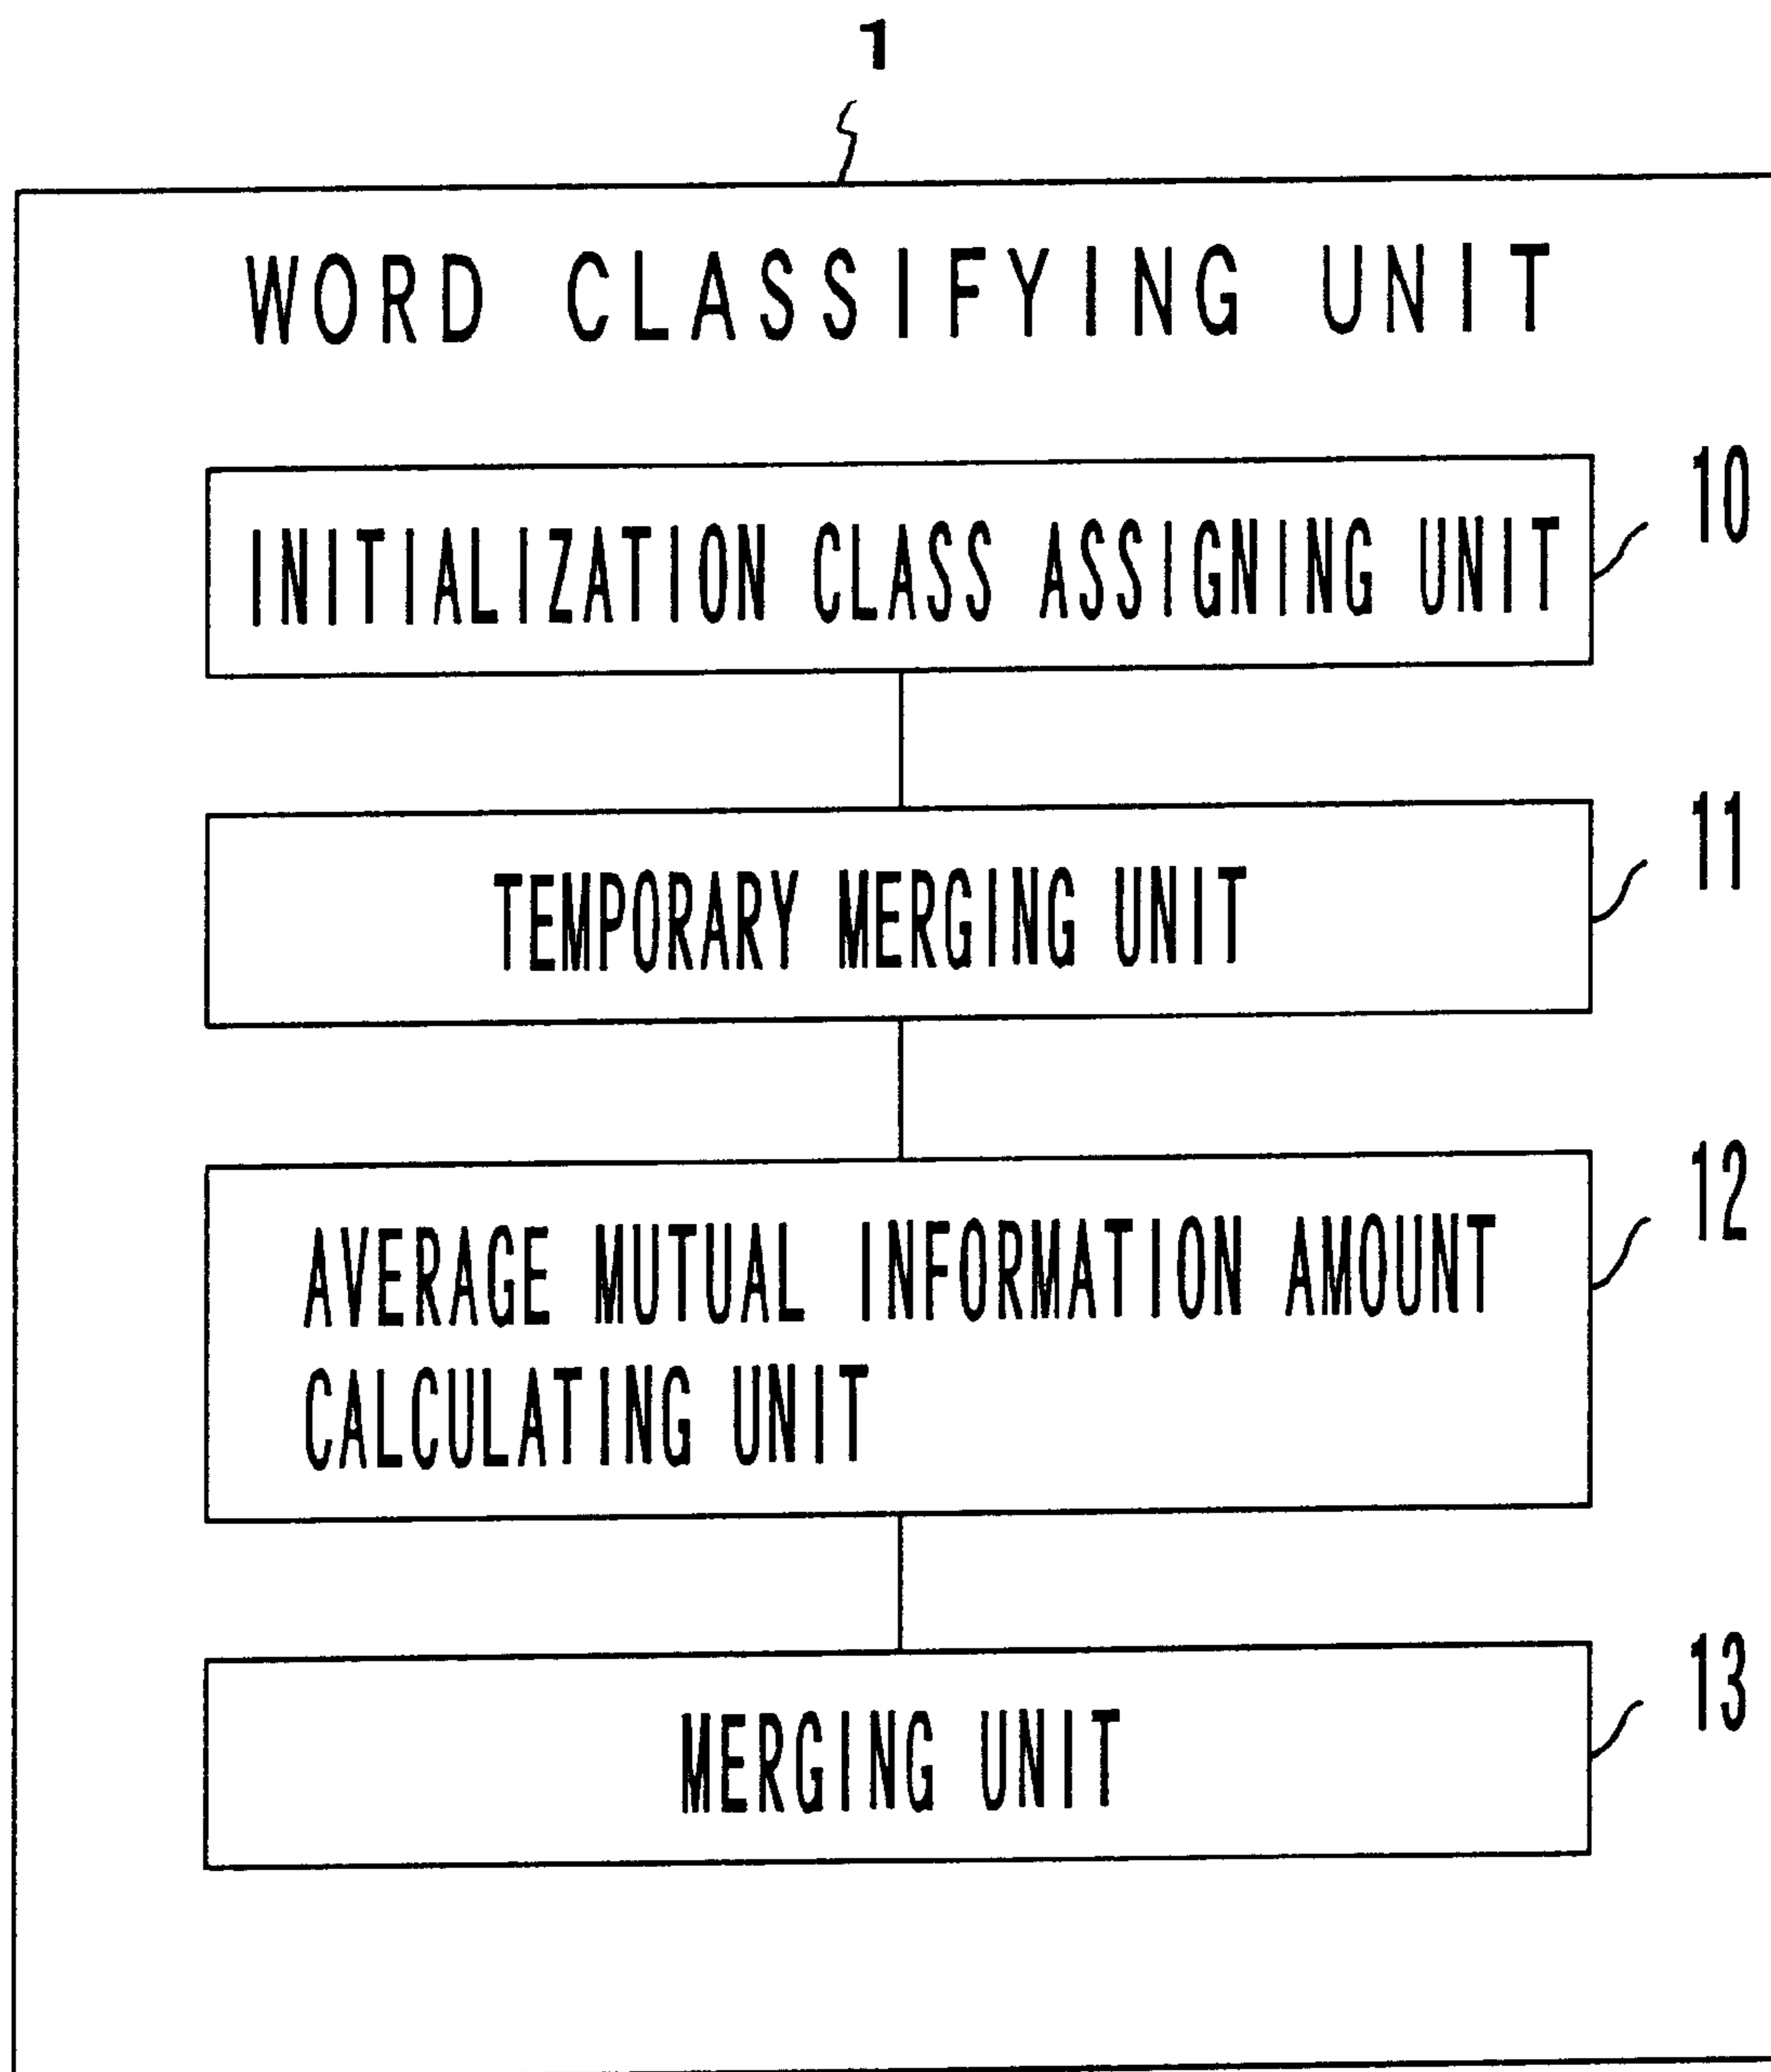 1
WORD CLASSIFYING UNIT
INITIALIZATION CLASS ASSIGNING UNIT
10
TEMPORARY MERGING UNIT
11
AVERAGE MUTUAL INFORMATION AMOUNT
CALCULATING UNIT
12
MERGING UNIT
13